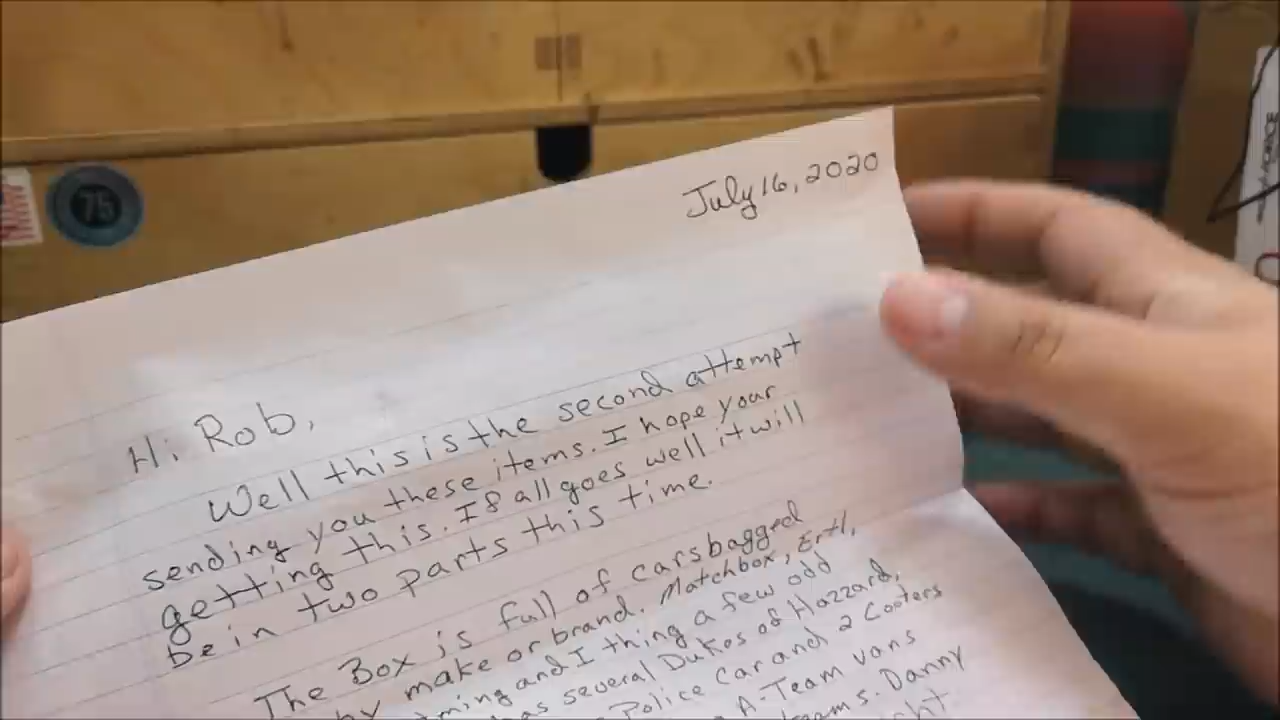 July 16, 2020
Hi Rob,
Well this is the second attempt
sending you these items. I hope your
getting this. If all goes well it will
be in two parts this time.
The Box is full of cars bagged
by make or brand. Matchbox, Ertl,
and I thing a few odd
has several Dukes of Hazzard,
Police Car and 2 Cooters
A-Team vans
Danny
75